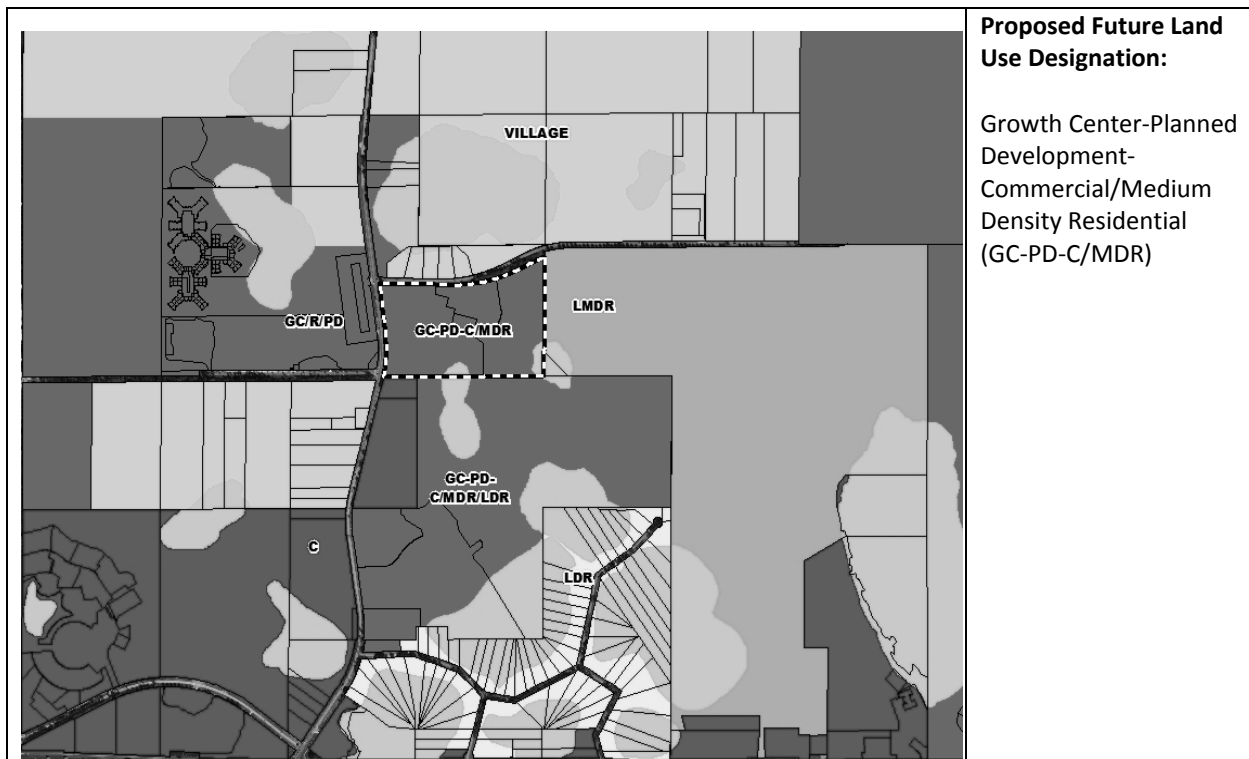 VILLAGE
LMDR
GC/R/PD
GC-PD-C/MDR
GC-PD-
C/MDR/LDR
C
LDR
Proposed Future Land
Use Designation:
Growth Center-Planned
Development-
Commercial/Medium
Density Residential
(GC-PD-C/MDR)